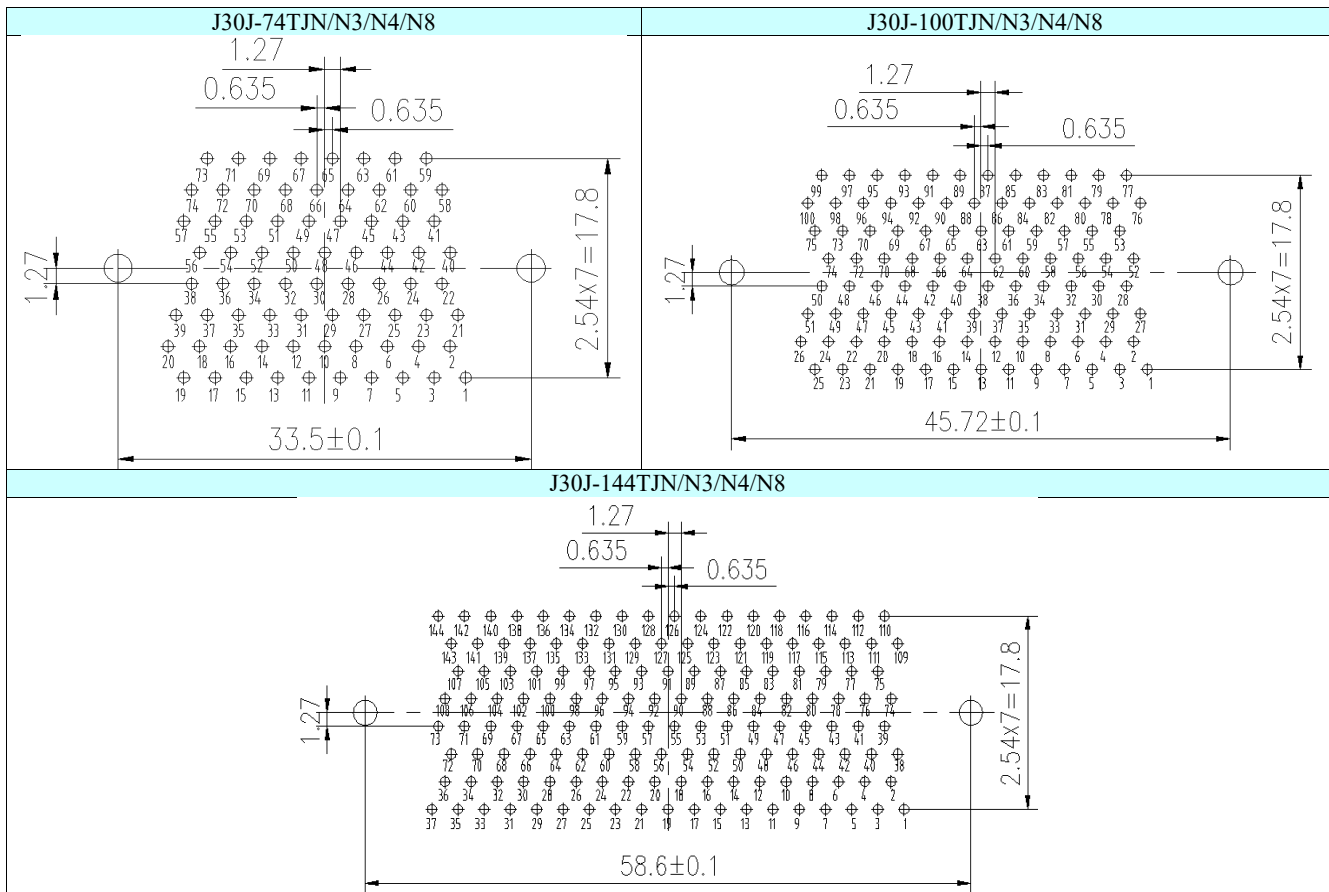 J30J-74TJN/N3/N4/N8
1.27
0.635
0.635
73 71 69 67 65 63 61 59
74 72 70 68 66 64 62 60 58
57 55 53 51 49 47 45 43 41
56 54 52 50 48 46 44 42 40
38 36 34 32 30 28 26 24 22
39 37 35 33 31 29 27 25 23 21
20 18 16 14 12 10 8 6 4 2
19 17 15 13 11 9 7 5 3 1
1.27
2.54x7=17.8
33.5±0.1
J30J-100TJN/N3/N4/N8
1.27
0.635
0.635
99 97 95 93 91 89 87 85 83 81 79 77
100 98 96 94 92 90 88 86 84 82 80 78 76
75 73 70 69 67 65 63 61 59 57 55 53
74 72 70 68 66 64 62 60 58 56 54 52
50 48 46 44 42 40 38 36 34 32 30 28
51 49 47 45 43 41 39 37 35 33 31 29 27
26 24 22 20 18 16 14 12 10 8 6 4 2
25 23 21 19 17 15 13 11 9 7 5 3 1
1.27
2.54x7=17.8
45.72±0.1
J30J-144TJN/N3/N4/N8
1.27
0.635
0.635
144 142 140 138 136 134 132 130 128 126 124 122 120 118 116 114 112 110
143 141 139 137 135 133 131 129 127 125 123 121 119 117 115 113 111 109
107 105 103 101 99 97 95 93 91 89 87 85 83 81 79 77 75
108 106 104 102 100 98 96 94 92 90 88 86 84 82 80 78 76 74
73 71 69 67 65 63 61 59 57 55 53 51 49 47 45 43 41 39
72 70 68 66 64 62 60 58 56 54 52 50 48 46 44 42 40 38
36 34 32 30 28 26 24 22 20 18 16 14 12 10 8 6 4 2
37 35 33 31 29 27 25 23 21 19 17 15 13 11 9 7 5 3 1
1.27
2.54x7=17.8
58.6±0.1